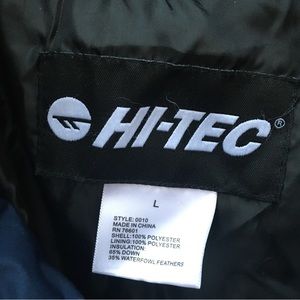 HI-TEC®
L
STYLE: 0010
MADE IN CHINA
RN 76601
SHELL:100% POLYESTER
LINING:100% POLYESTER
INSULATION
65% DOWN
35% WATERFOWL FEATHERS